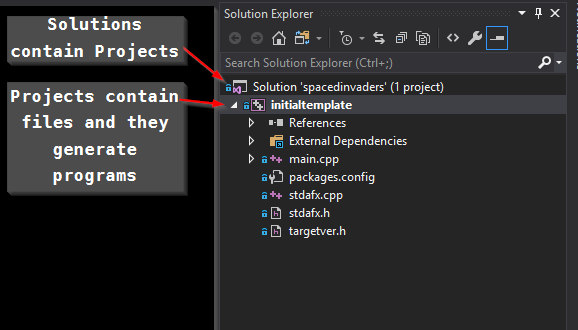 Solutions
contain Projects
Projects contain
files and they
generate
programs
Solution Explorer
Search Solution Explorer (Ctrl+;)
Solution 'spacedinvaders' (1 project)
initialtemplate
References
External Dependencies
main.cpp
packages.config
stdafx.cpp
stdafx.h
targetver.h